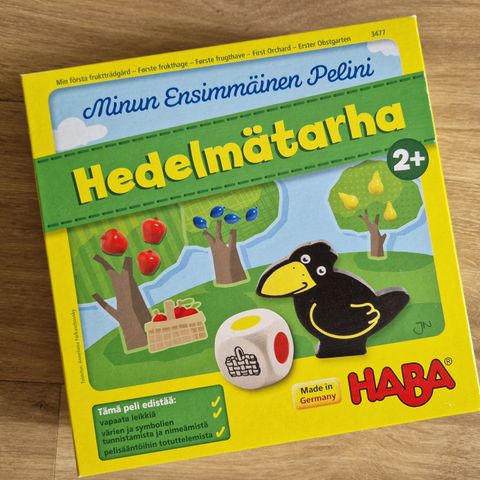 3477
Min första fruktträdgård – Første frukthage – Første frugthave – First Orchard – Erster Obstgarten
Minun Ensimmäinen Pelini
Hedelmätarha
2+
Made in
Germany
HABA®
Tämä peli edistää:
vapaata leikkiä
värien ja symbolien
tunnistamista ja nimeämistä
pelisääntöihin totuttelemista